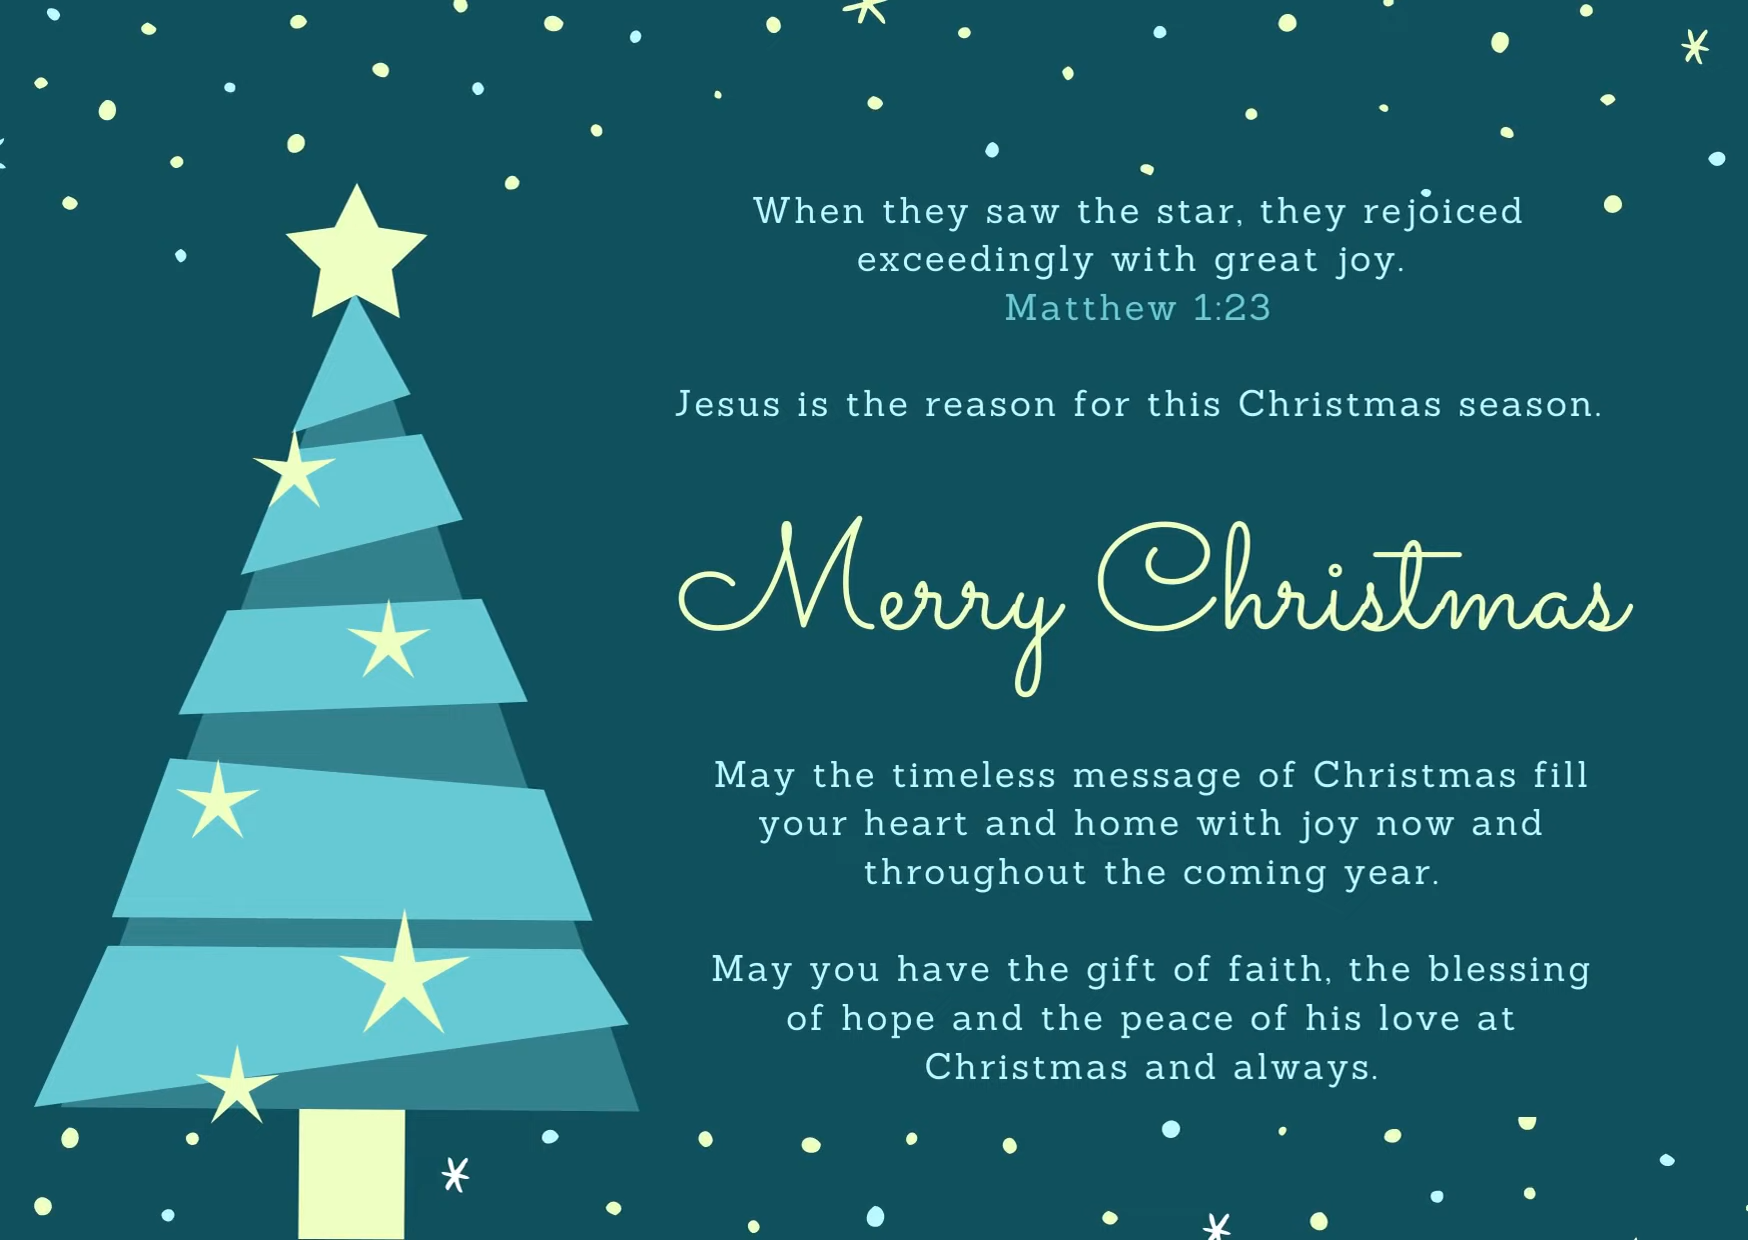 When they saw the star, they rejoiced
exceedingly with great joy.
Matthew 1:23
Jesus is the reason for this Christmas season.
Merry Christmas
May the timeless message of Christmas fill
your heart and home with joy now and
throughout the coming year.
May you have the gift of faith, the blessing
of hope and the peace of his love at
Christmas and always.